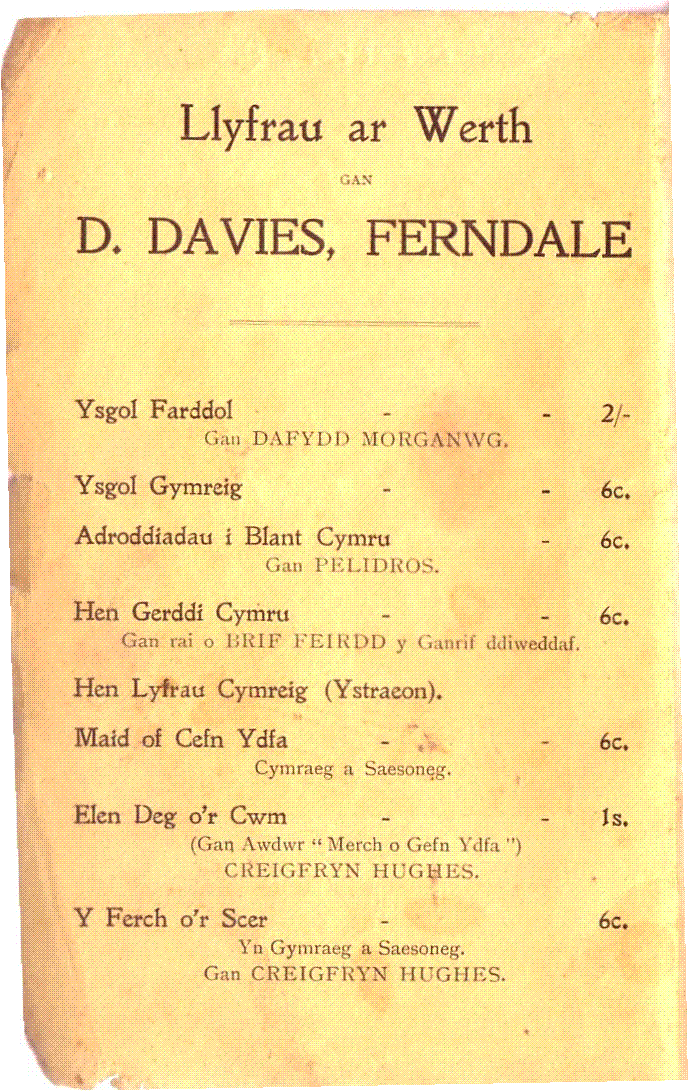 Llyfrau ar Werth
GAN
D. DAVIES, FERNDALE
Ysgol Farddol - - 2/-
Gan DAFYDD MORGANWG.
Ysgol Gymreig - - 6c.
Adroddiadau i Blant Cymru - 6c.
Gan PELIDROS.
Hen Gerddi Cymru - - 6c.
Gan rai o BRIF FEIRDD y Ganrif ddiweddaf.
Hen Lyfrau Cymreig (Ystraeon).
Maid of Cefn Ydfa - - 6c.
Cymraeg a Saesoneg.
Elen Deg o'r Cwm - - 1s.
(Gan Awdwr “ Merch o Gefn Ydfa ”)
CREIGFRYN HUGHES.
Y Ferch o'r Scer - 6c.
Yn Gymraeg a Saesoneg.
Gan CREIGFRYN HUGHES.